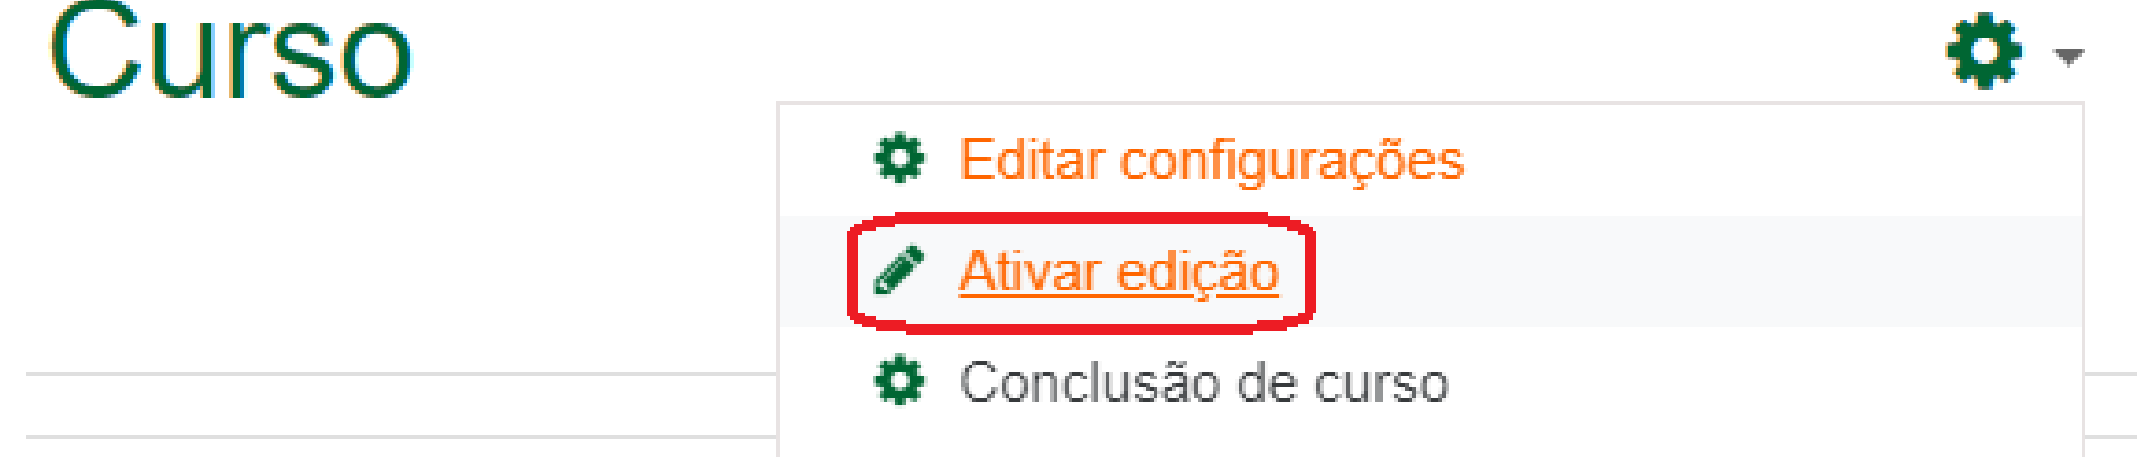 Curso
Editar configurações
Ativar edição
Conclusão de curso